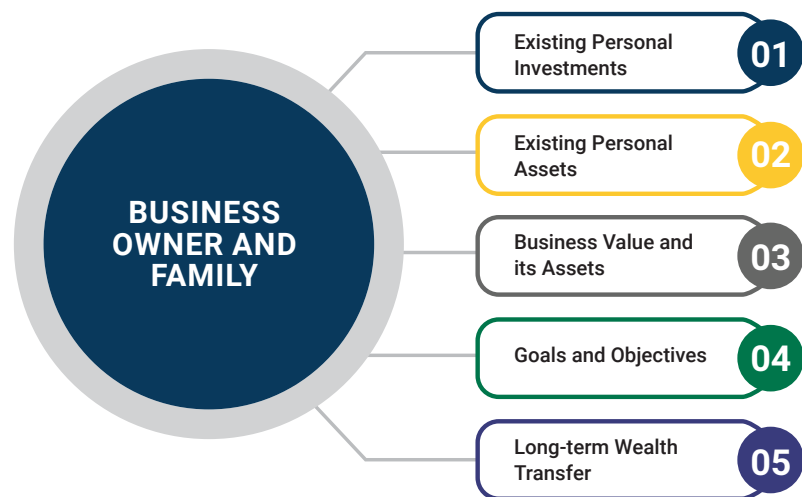 BUSINESS
OWNER AND
FAMILY
Existing Personal
Investments
01
Existing Personal
Assets
02
Business Value and
its Assets
03
Goals and Objectives
04
Long-term Wealth
Transfer
05